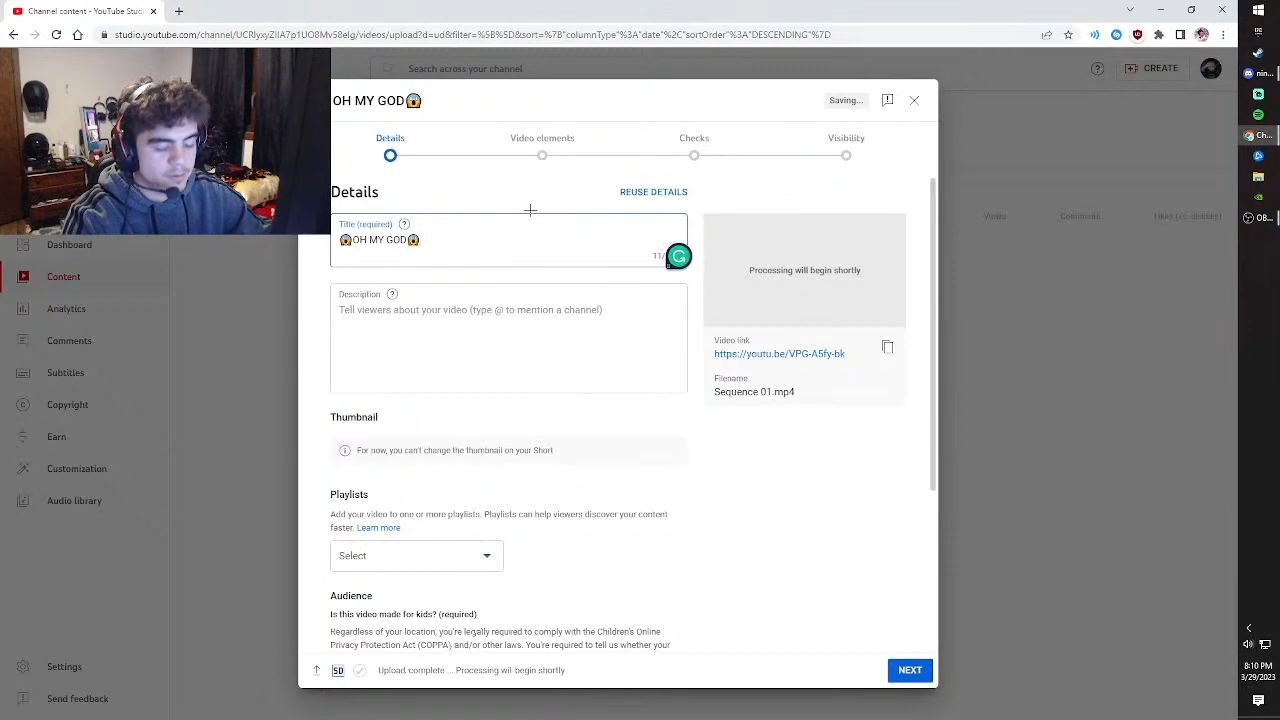 Channel content - YouTube Studi
studio.youtube.com/channel/UCRIyxyZIIA7p1UO8Mv58eIg/videos/upload?d=ud&filter=%5B%5D&sort=%7B"columnType"%3A"date"%2C"sortOrder"%3A"DESCENDING"%7D
Search across your channel
CREATE
OH MY GOD😱
Saving...
Details
Video elements
Checks
Visibility
Details
REUSE DETAILS
Title (required)
😱OH MY GOD😱
11/
Description
Tell viewers about your video (type @ to mention a channel)
Processing will begin shortly
Video link
https://youtu.be/VPG-A5fy-bk
Filename
Sequence 01.mp4
Thumbnail
For now, you can't change the thumbnail on your Short
Playlists
Add your video to one or more playlists. Playlists can help viewers discover your content
faster. Learn more
Select
Audience
Is this video made for kids? (required)
Regardless of your location, you're legally required to comply with the Children's Online
Privacy Protection Act (COPPA) and/or other laws. You're required to tell us whether your
SD
Upload complete ... Processing will begin shortly
NEXT
Dashboard
Content
Analytics
Comments
Subtitles
Copyright
Earn
Customization
Audio library
Settings
Send feedback
Views
8:10 PM
3/29/2023